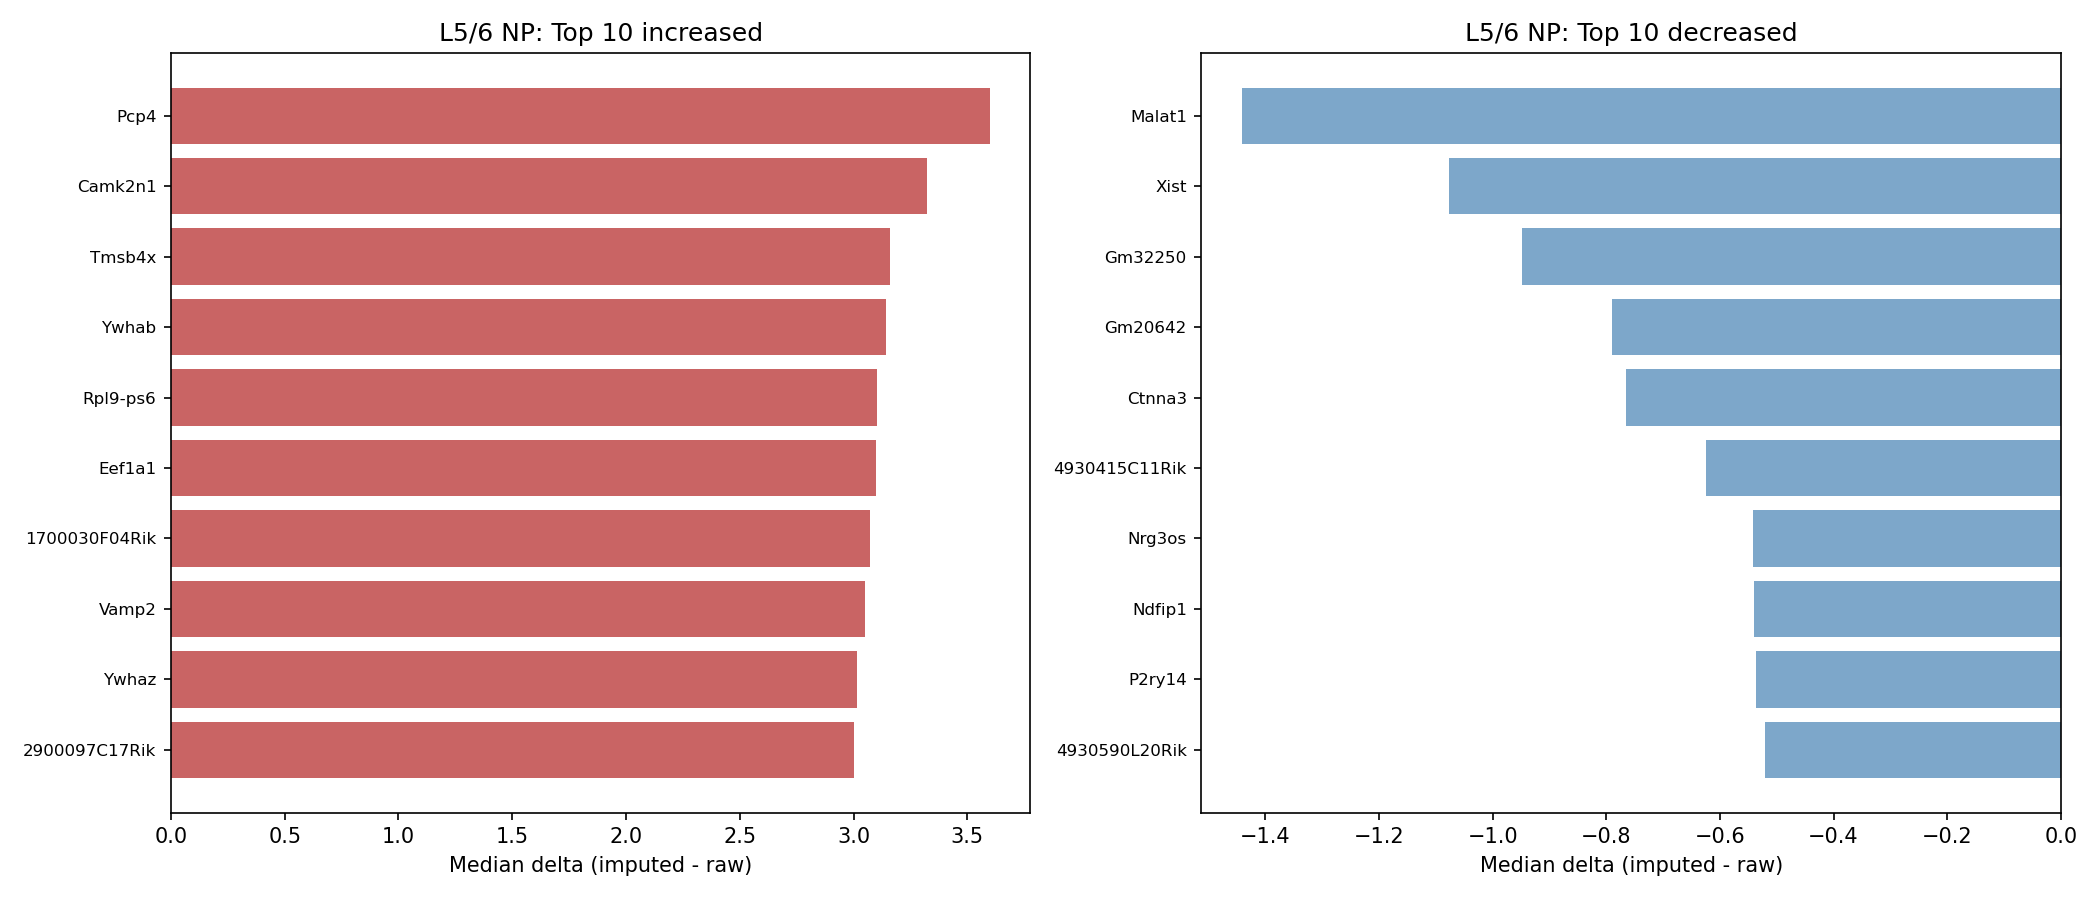 L5/6 NP: Top 10 increased
Pcp4
Camk2n1
Tmsb4x
Ywhab
Rpl9-ps6
Eef1a1
1700030F04Rik
Vamp2
Ywhaz
2900097C17Rik
0.0 0.5 1.0 1.5 2.0 2.5 3.0 3.5
Median delta (imputed - raw)
L5/6 NP: Top 10 decreased
Malat1
Xist
Gm32250
Gm20642
Ctnna3
4930415C11Rik
Nrg3os
Ndfip1
P2ry14
4930590L20Rik
−1.4 −1.2 −1.0 −0.8 −0.6 −0.4 −0.2 0.0
Median delta (imputed - raw)